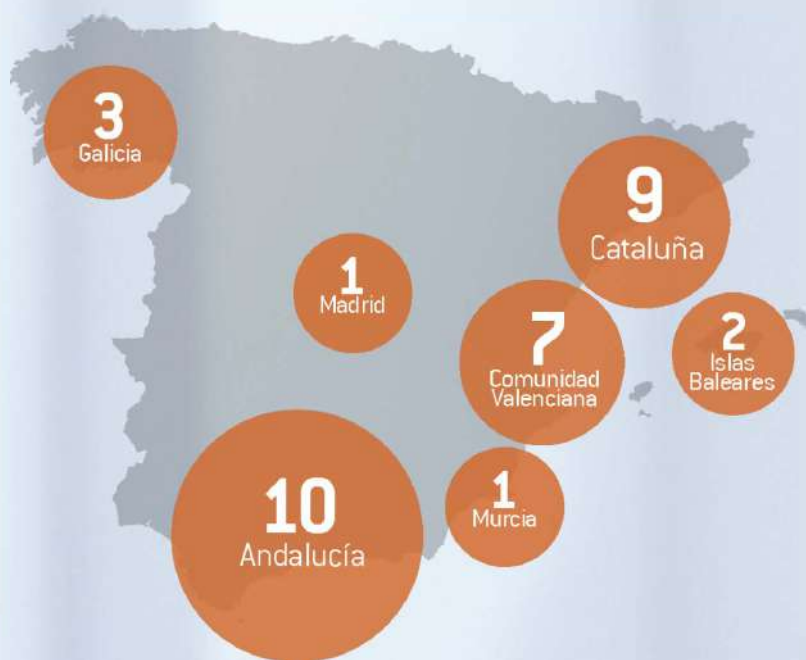 3
Galicia
9
Cataluña
1
Madrid
7
Comunidad
Valenciana
2
Islas
Baleares
10
Andalucía
1
Murcia